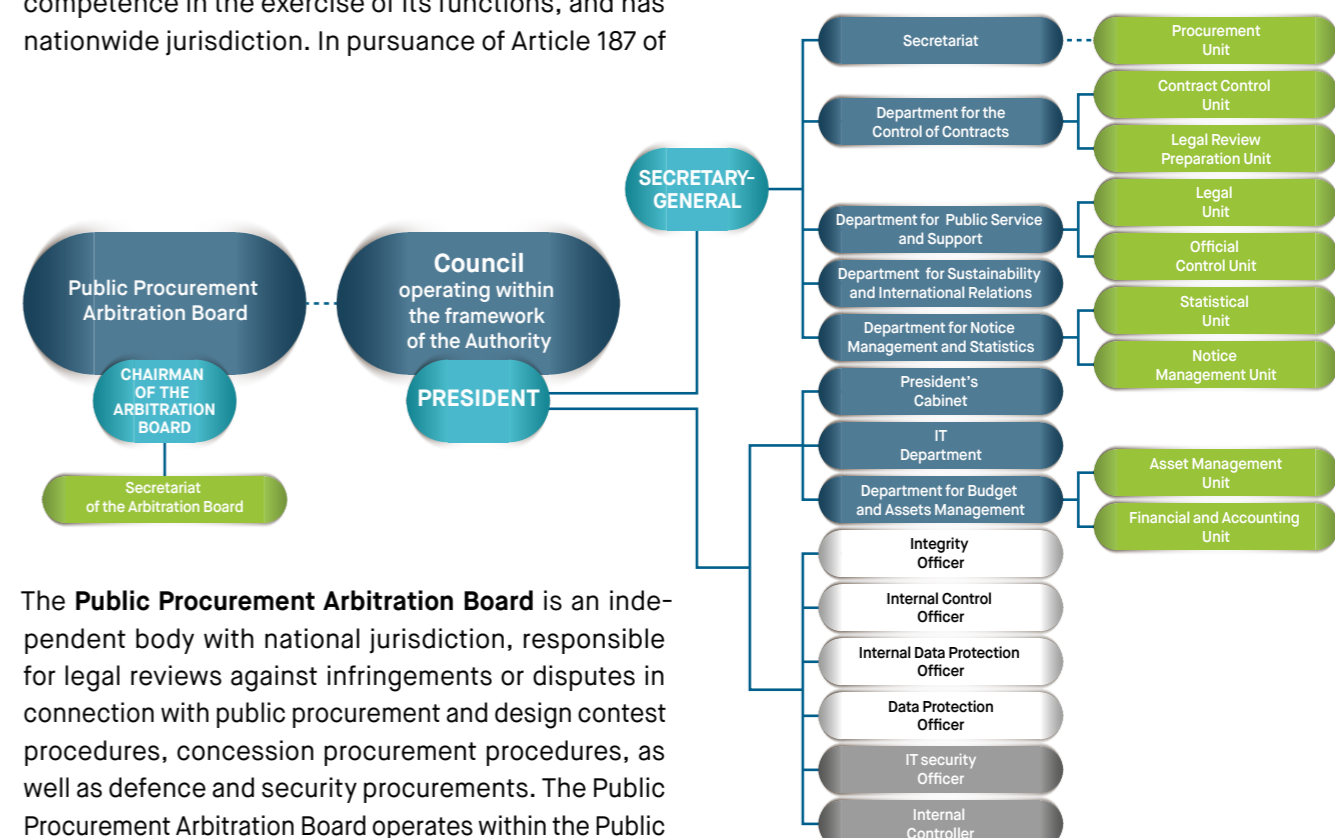 competence in the exercise of its functions, and has
nationwide jurisdiction. In pursuance of Article 187 of
Public Procurement
Arbitration Board
CHAIRMAN
OF THE
ARBITRATION
BOARD
Secretariat
of the Arbitration Board
Council
operating within
the framework
of the Authority
PRESIDENT
SECRETARY-
GENERAL
Secretariat
Procurement
Unit
Department for the
Control of Contracts
Contract Control
Unit
Legal Review
Preparation Unit
Department for Public Service
and Support
Legal
Unit
Official
Control Unit
Department for Sustainability
and International Relations
Department for Notice
Management and Statistics
Statistical
Unit
Notice
Management Unit
President's
Cabinet
IT
Department
Department for Budget
and Assets Management
Asset Management
Unit
Financial and Accounting
Unit
Integrity
Officer
Internal Control
Officer
Internal Data Protection
Officer
Data Protection
Officer
IT security
Officer
Internal
Controller
The Public Procurement Arbitration Board is an inde-
pendent body with national jurisdiction, responsible
for legal reviews against infringements or disputes in
connection with public procurement and design contest
procedures, concession procurement procedures, as
well as defence and security procurements. The Public
Procurement Arbitration Board operates within the Public